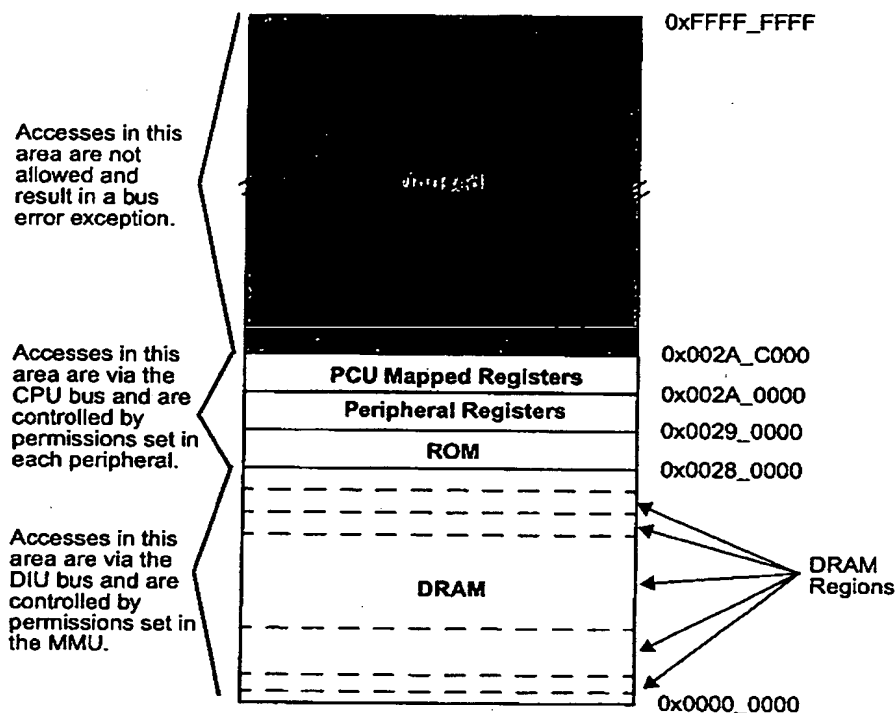 0xFFFF_FFFF
Accesses in this
area are not
allowed and
result in a bus
error exception.
0x002A_C000
Accesses in this
area are via the
CPU bus and are
controlled by
permissions set in
each peripheral.
PCU Mapped Registers
0x002A_0000
Peripheral Registers
0x0029_0000
ROM
0x0028_0000
Accesses in this
area are via the
DIU bus and are
controlled by
permissions set in
the MMU.
DRAM
DRAM
Regions
0x0000_0000